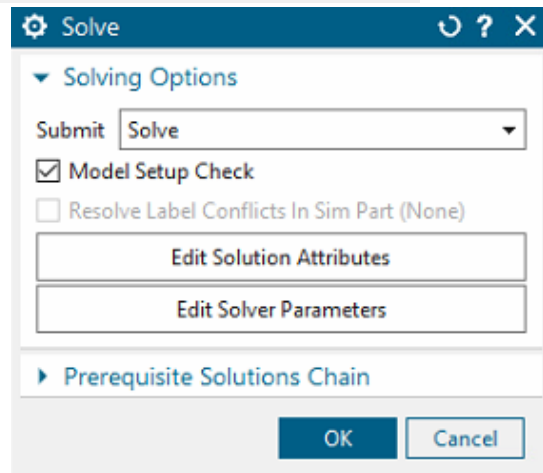 Solve
?
Solving Options
Submit Solve
Model Setup Check
Resolve Label Conflicts In Sim Part (None)
Edit Solution Attributes
Edit Solver Parameters
Prerequisite Solutions Chain
OK Cancel